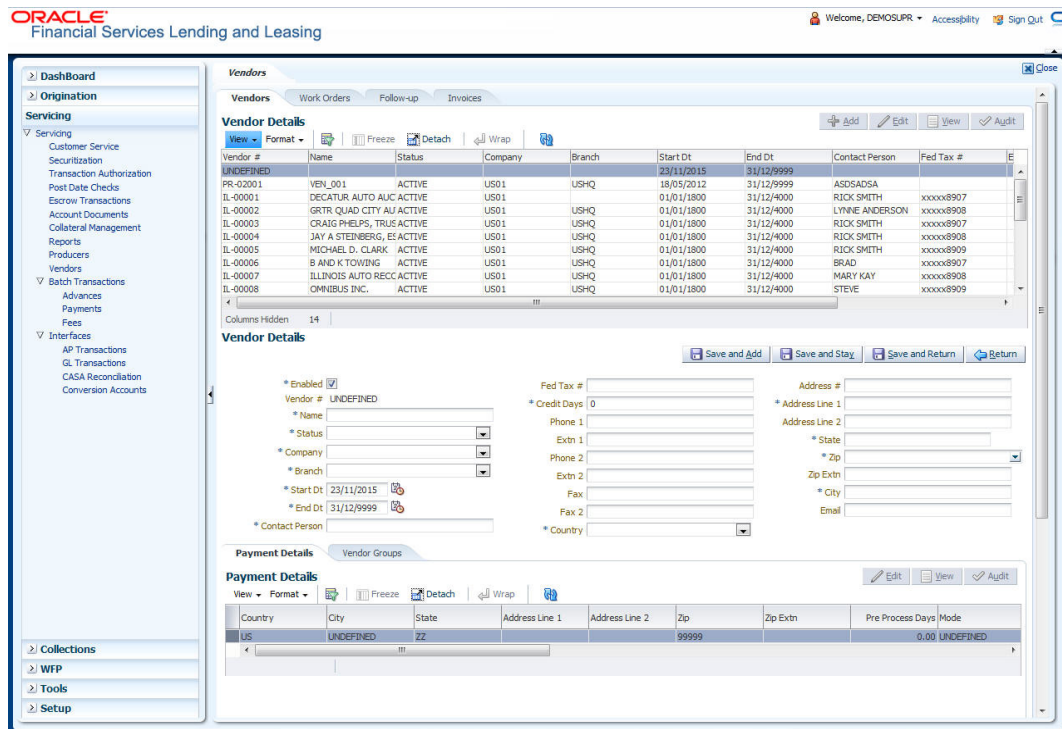 ORACLE®
Financial Services Lending and Leasing
Welcome, DEMOSUPR Accessibility Sign Out
Close
DashBoard
Origination
Servicing
Servicing
Customer Service
Securitization
Transaction Authorization
Post Date Checks
Escrow Transactions
Account Documents
Collateral Management
Reports
Producers
Vendors
Batch Transactions
Advances
Payments
Fees
Interfaces
AP Transactions
GL Transactions
CASA Reconciliation
Conversion Accounts
Collections
WFP
Tools
Setup
Vendors
Vendors Work Orders Follow-up Invoices
Vendor Details
Add Edit View Audit
View Format Freeze Detach Wrap
Vendor # Name Status Company Branch Start Dt End Dt Contact Person Fed Tax # E
UNDEFINED 23/11/2015 31/12/9999
PR-02001 VEN_001 ACTIVE US01 USHQ 18/05/2012 31/12/9999 ASDSADSA
IL-00001 DECATUR AUTO AUC ACTIVE US01 01/01/1800 31/12/4000 RICK SMITH xxxxx8907
IL-00002 GRTR QUAD CITY AU ACTIVE US01 USHQ 01/01/1800 31/12/4000 LYNNE ANDERSON xxxxx8908
IL-00003 CRAIG PHELPS, TRUS ACTIVE US01 USHQ 01/01/1800 31/12/4000 RICK SMITH xxxxx8907
IL-00004 JAY A STEINBERG, ES ACTIVE US01 USHQ 01/01/1800 31/12/4000 RICK SMITH xxxxx8908
IL-00005 MICHAEL D. CLARK ACTIVE US01 USHQ 01/01/1800 31/12/4000 RICK SMITH xxxxx8909
IL-00006 B AND K TOWING ACTIVE US01 USHQ 01/01/1800 31/12/4000 BRAD xxxxx8907
IL-00007 ILLINOIS AUTO RECC ACTIVE US01 USHQ 01/01/1800 31/12/4000 MARY KAY xxxxx8908
IL-00008 OMNIBUS INC. ACTIVE US01 USHQ 01/01/1800 31/12/4000 STEVE xxxxx8909
Columns Hidden 14
Vendor Details
Save and Add Save and Stay Save and Return Return
* Enabled
Vendor # UNDEFINED
* Name
* Status
* Company
* Branch
* Start Dt 23/11/2015
* End Dt 31/12/9999
* Contact Person
Fed Tax #
* Credit Days 0
Phone 1
Extn 1
Phone 2
Extn 2
Fax
Fax 2
* Country
Address #
* Address Line 1
Address Line 2
* State
* Zip
Zip Extn
* City
Email
Payment Details Vendor Groups
Payment Details
Edit View Audit
View Format Freeze Detach Wrap
Country City State Address Line 1 Address Line 2 Zip Zip Extn Pre Process Days Mode
US UNDEFINED ZZ 99999 0.00 UNDEFINED